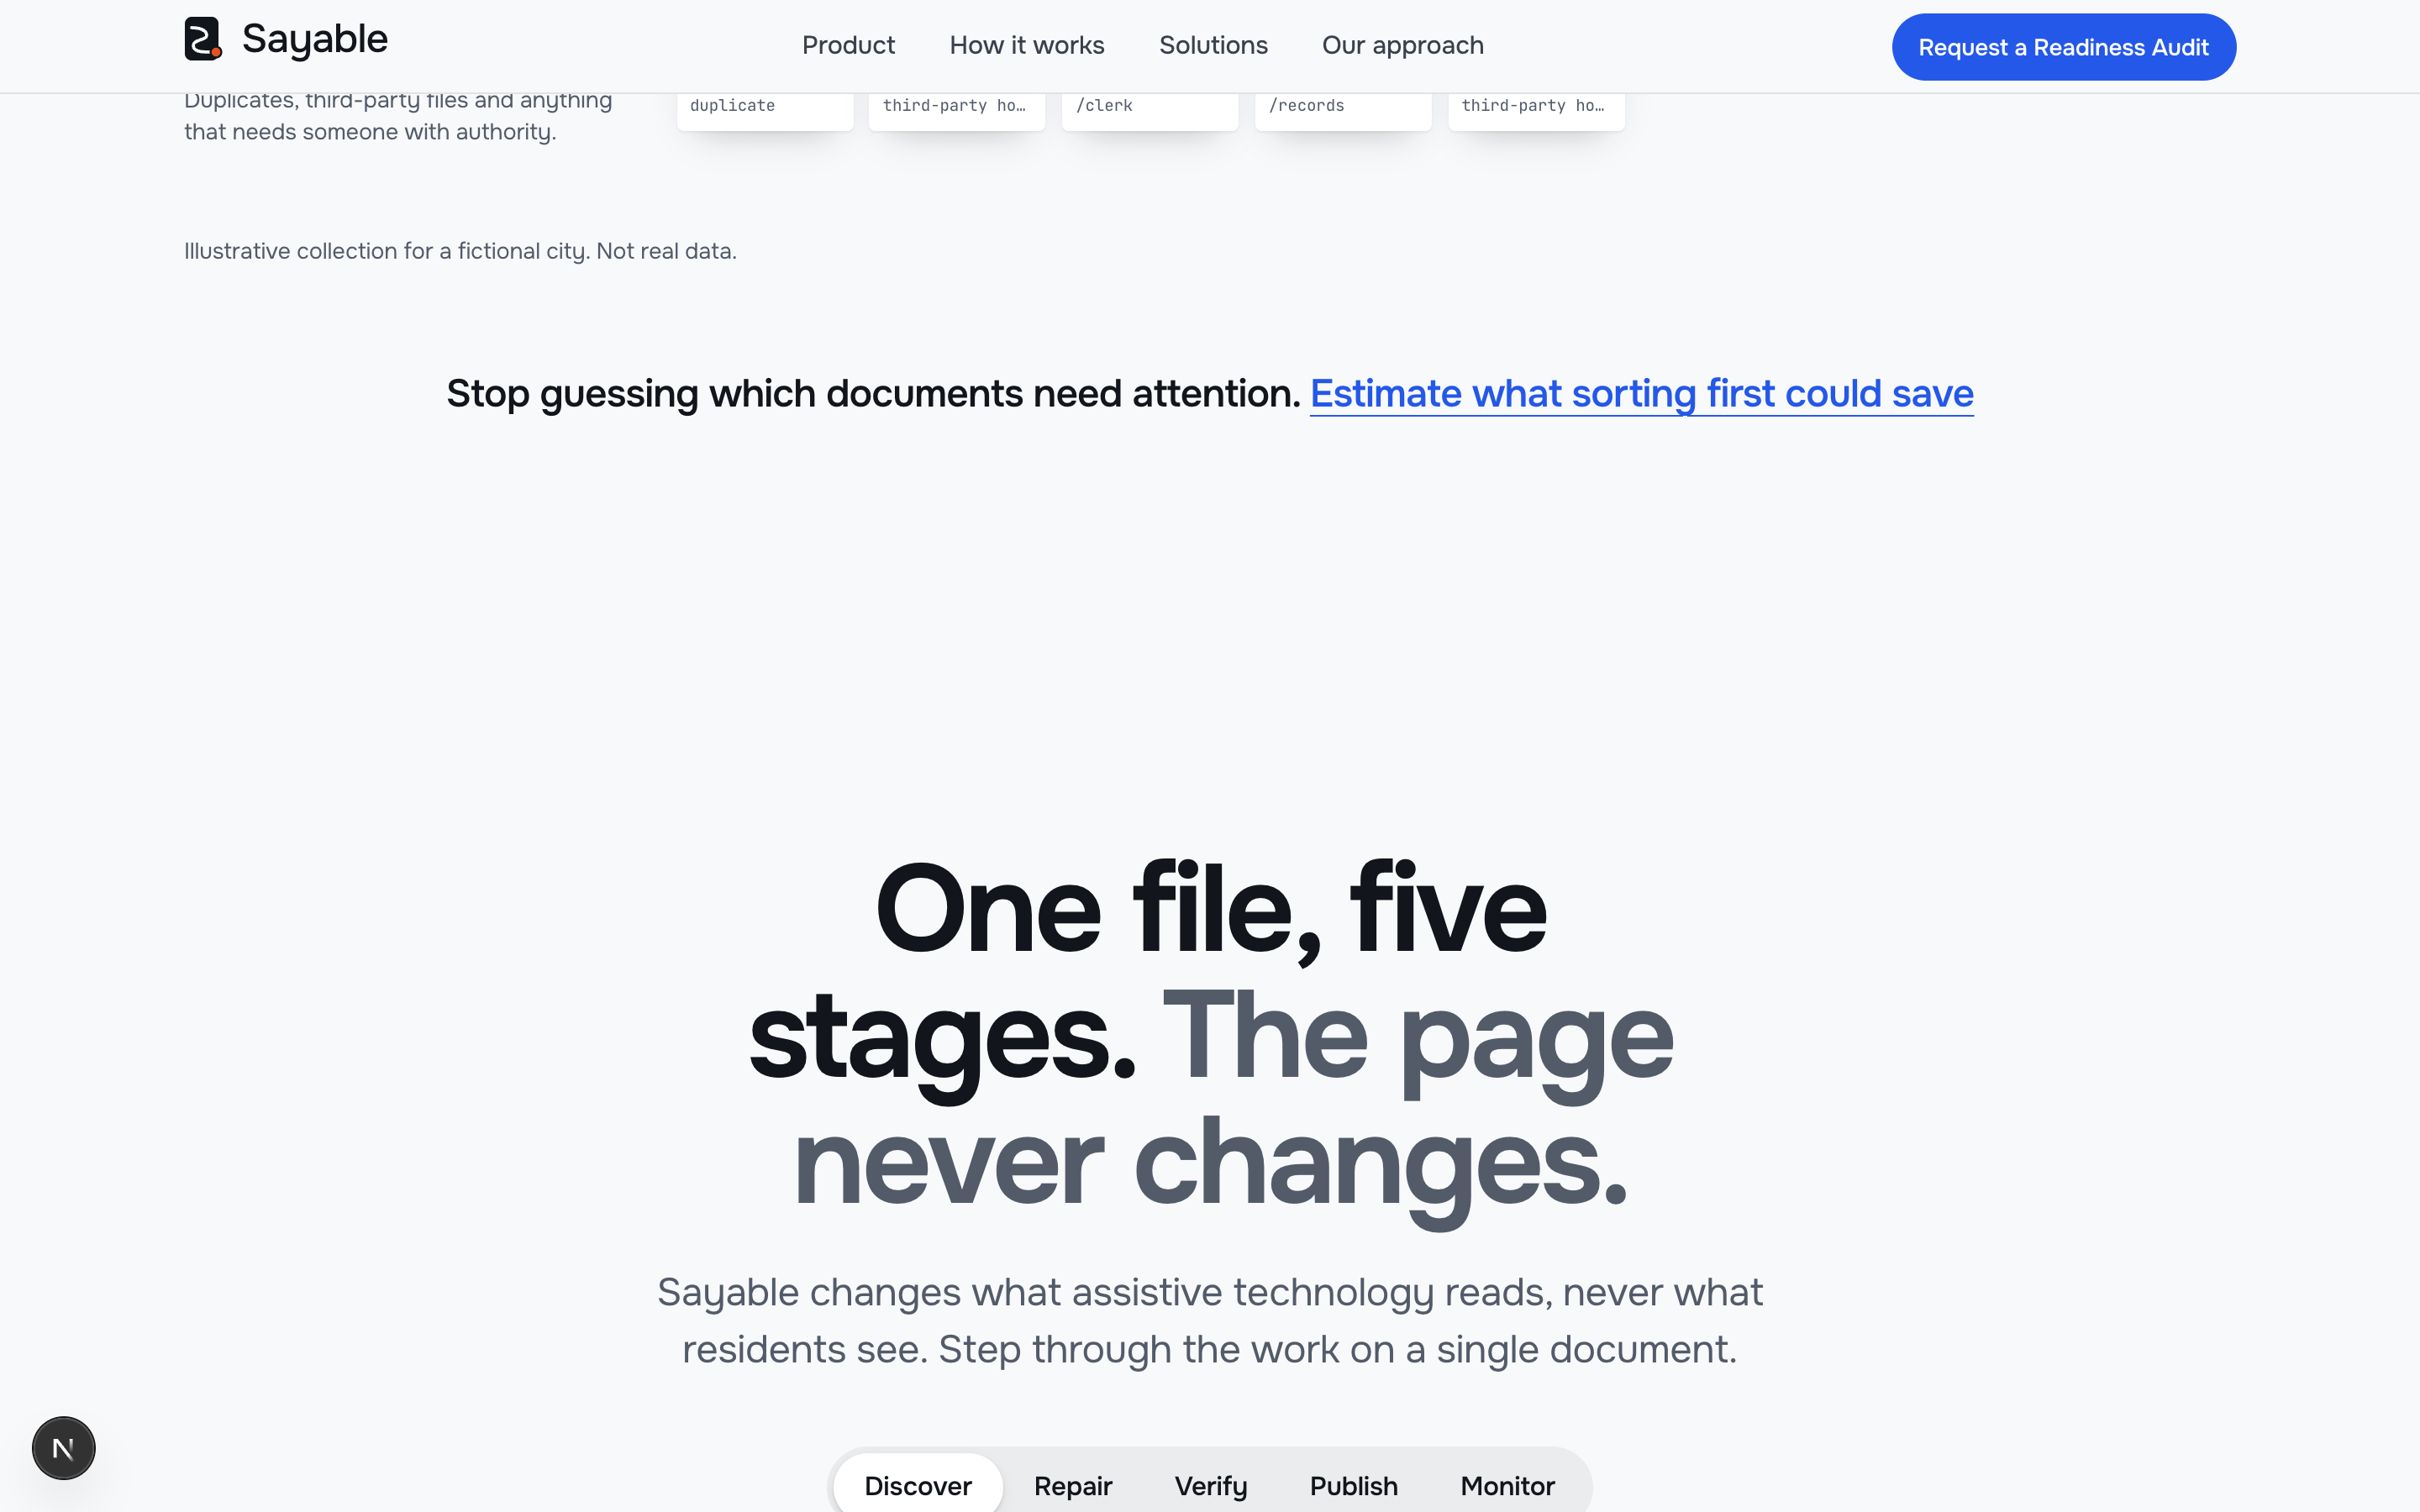 Sayable
Product
How it works
Solutions
Our approach
Request a Readiness Audit
Duplicates, third-party files and anything
that needs someone with authority.
duplicate
third-party ho…
/clerk
/records
third-party ho…
Illustrative collection for a fictional city. Not real data.
Stop guessing which documents need attention. Estimate what sorting first could save
One file, five
stages. The page
never changes.
Sayable changes what assistive technology reads, never what
residents see. Step through the work on a single document.
N
Discover
Repair
Verify
Publish
Monitor